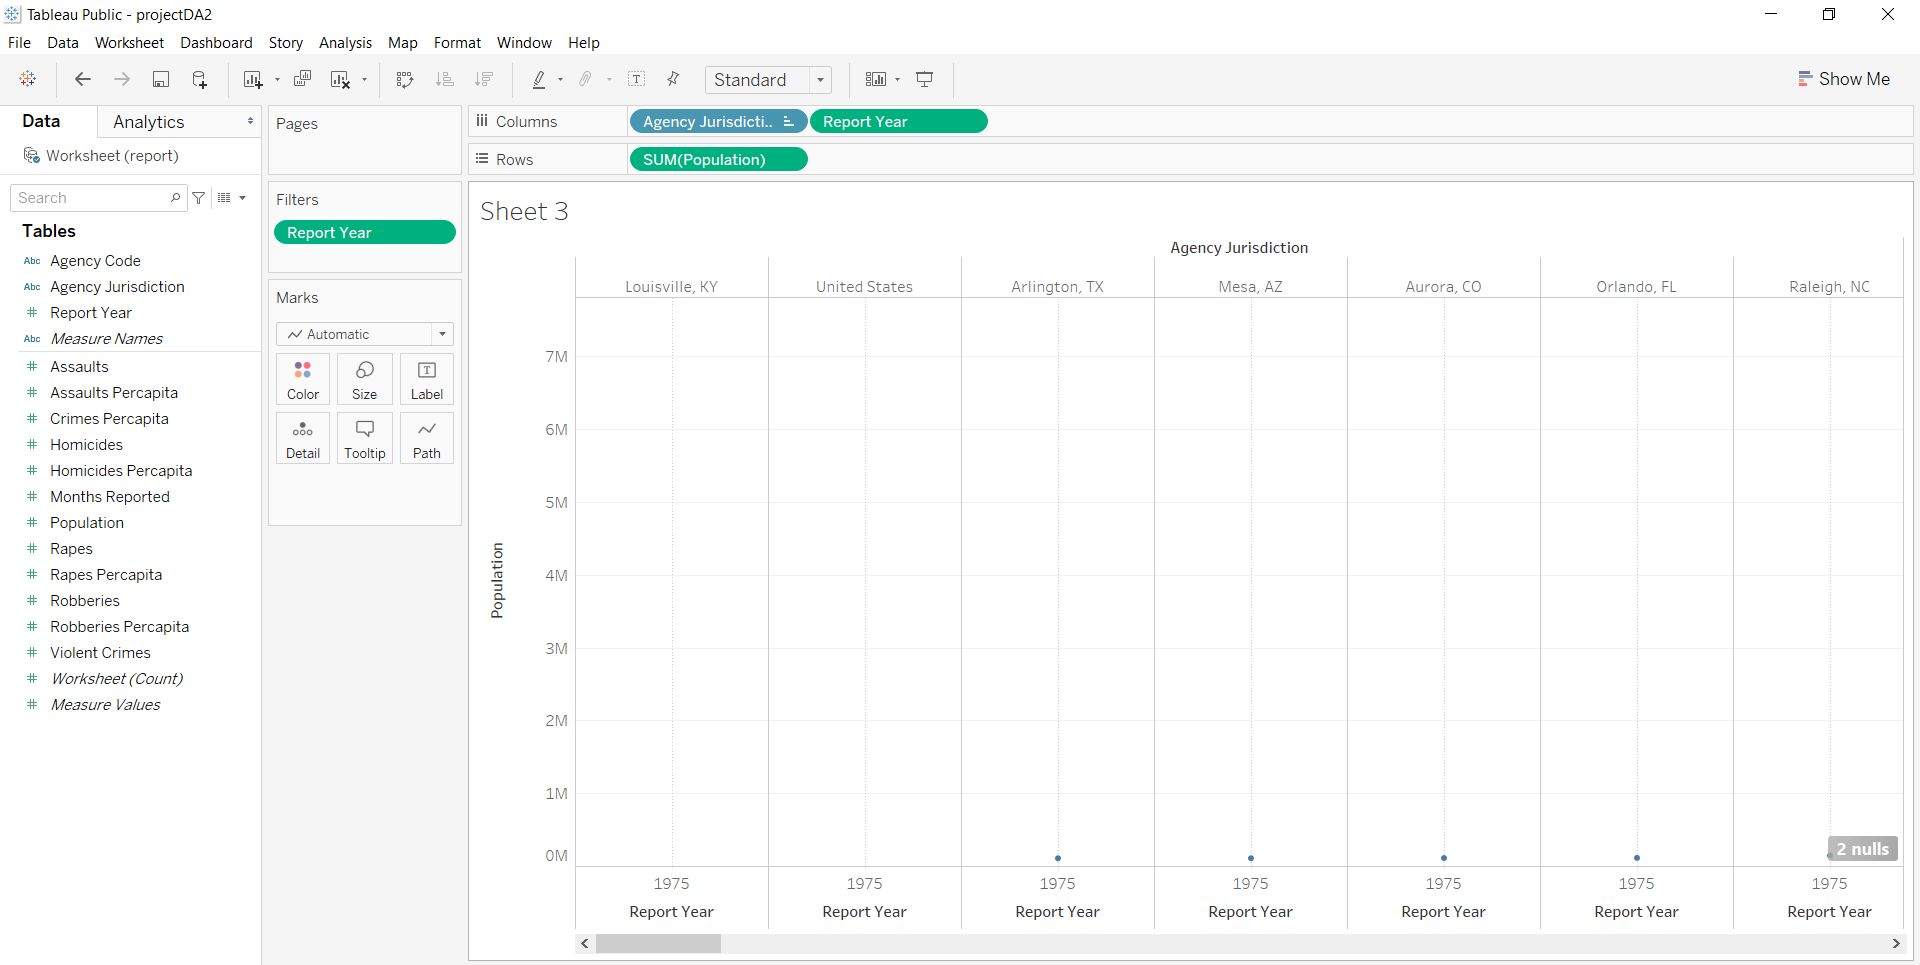 Tableau Public - projectDA2
File Data Worksheet Dashboard Story Analysis Map Format Window Help
Standard
Show Me
Data
Analytics
Worksheet (report)
Search
Tables
Abc Agency Code
Abc Agency Jurisdiction
# Report Year
Abc Measure Names
# Assaults
# Assaults Percapita
# Crimes Percapita
# Homicides
# Homicides Percapita
# Months Reported
# Population
# Rapes
# Rapes Percapita
# Robberies
# Robberies Percapita
# Violent Crimes
# Worksheet (Count)
# Measure Values
Pages
Filters
Report Year
Marks
Automatic
Color Size Label
Detail Tooltip Path
Columns Agency Jurisdicti.. Report Year
Rows SUM(Population)
Sheet 3
Agency Jurisdiction
Louisville, KY United States Arlington, TX Mesa, AZ Aurora, CO Orlando, FL Raleigh, NC
Population
7M
6M
5M
4M
3M
2M
1M
0M
2 nulls
1975 1975 1975 1975 1975 1975 1975
Report Year Report Year Report Year Report Year Report Year Report Year Report Year